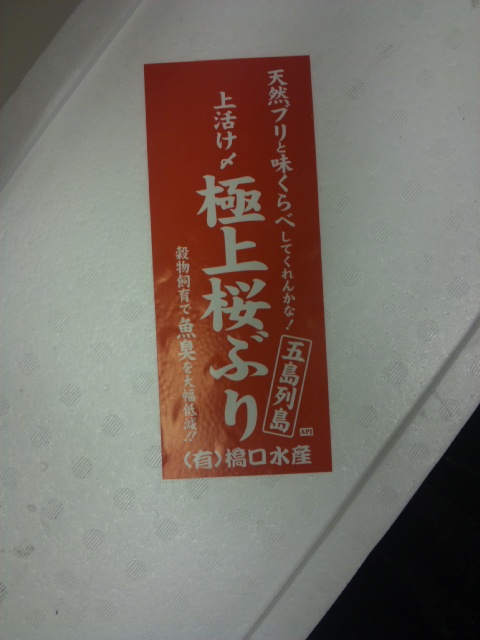 天然ブリと味くらべしてくれんかな!
上活け〆
極上桜ぶり
穀物飼育で魚臭を大幅低減!!
五島列島
(有)橋口水産